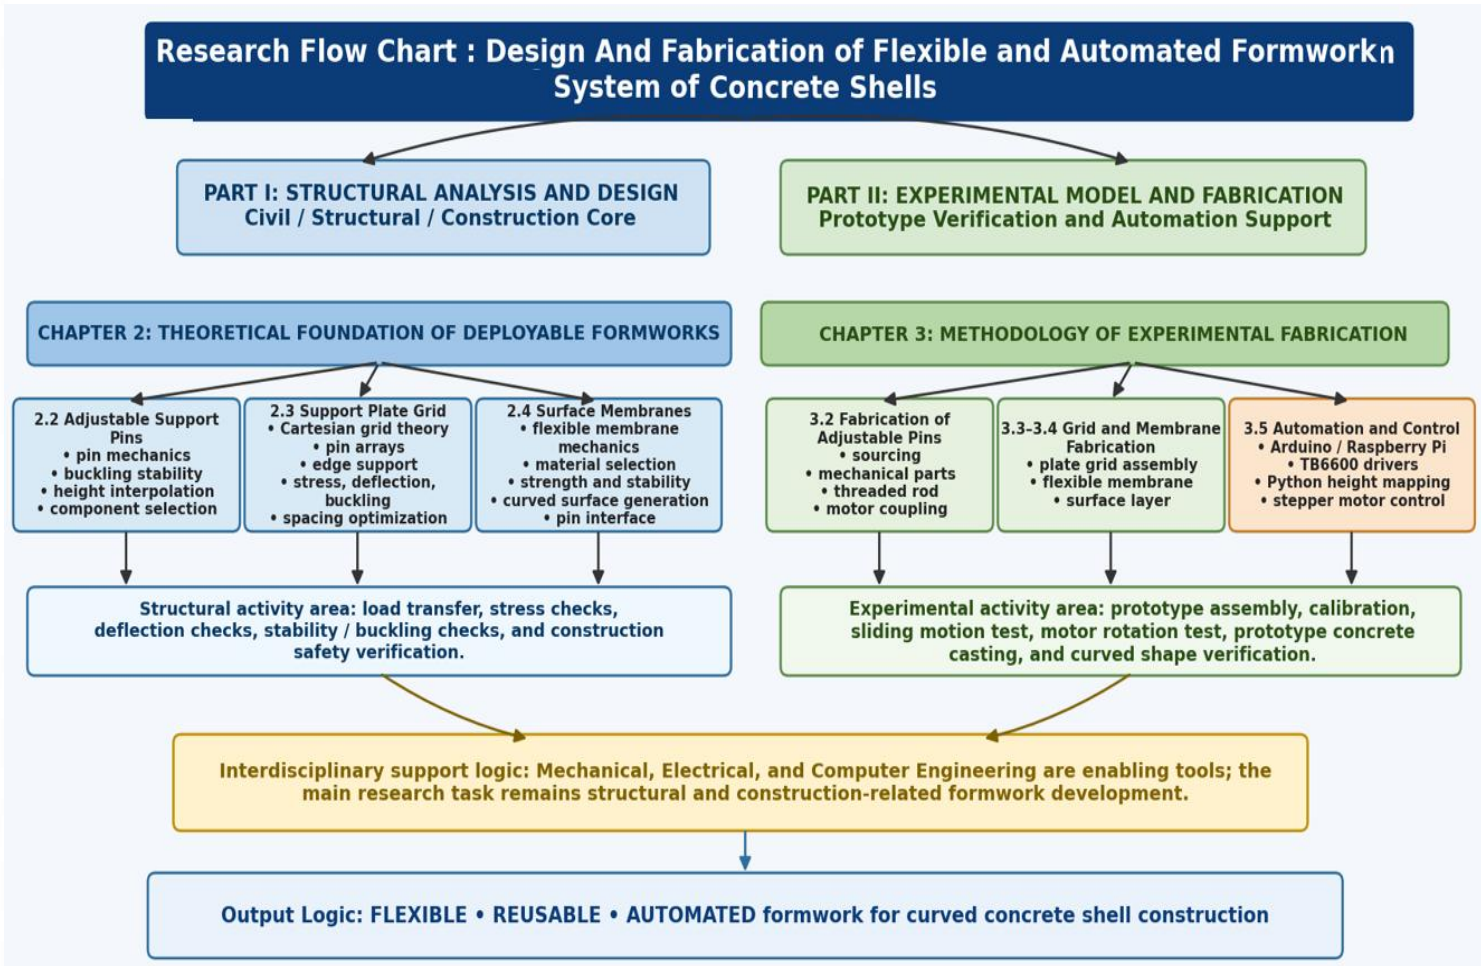 Research Flow Chart : Design And Fabrication of Flexible and Automated Formworkn
System of Concrete Shells
PART I: STRUCTURAL ANALYSIS AND DESIGN
Civil / Structural / Construction Core
PART II: EXPERIMENTAL MODEL AND FABRICATION
Prototype Verification and Automation Support
CHAPTER 2: THEORETICAL FOUNDATION OF DEPLOYABLE FORMWORKS
CHAPTER 3: METHODOLOGY OF EXPERIMENTAL FABRICATION
2.2 Adjustable Support
Pins
• pin mechanics
• buckling stability
• height interpolation
• component selection
2.3 Support Plate Grid
• Cartesian grid theory
• pin arrays
• edge support
• stress, deflection,
buckling
• spacing optimization
2.4 Surface Membranes
• flexible membrane
mechanics
• material selection
• strength and stability
• curved surface generation
• pin interface
3.2 Fabrication of
Adjustable Pins
• sourcing
• mechanical parts
• threaded rod
• motor coupling
3.3–3.4 Grid and Membrane
Fabrication
• plate grid assembly
• flexible membrane
• surface layer
3.5 Automation and Control
• Arduino / Raspberry Pi
• TB6600 drivers
• Python height mapping
• stepper motor control
Structural activity area: load transfer, stress checks,
deflection checks, stability / buckling checks, and construction
safety verification.
Experimental activity area: prototype assembly, calibration,
sliding motion test, motor rotation test, prototype concrete
casting, and curved shape verification.
Interdisciplinary support logic: Mechanical, Electrical, and Computer Engineering are enabling tools; the
main research task remains structural and construction-related formwork development.
Output Logic: FLEXIBLE • REUSABLE • AUTOMATED formwork for curved concrete shell construction